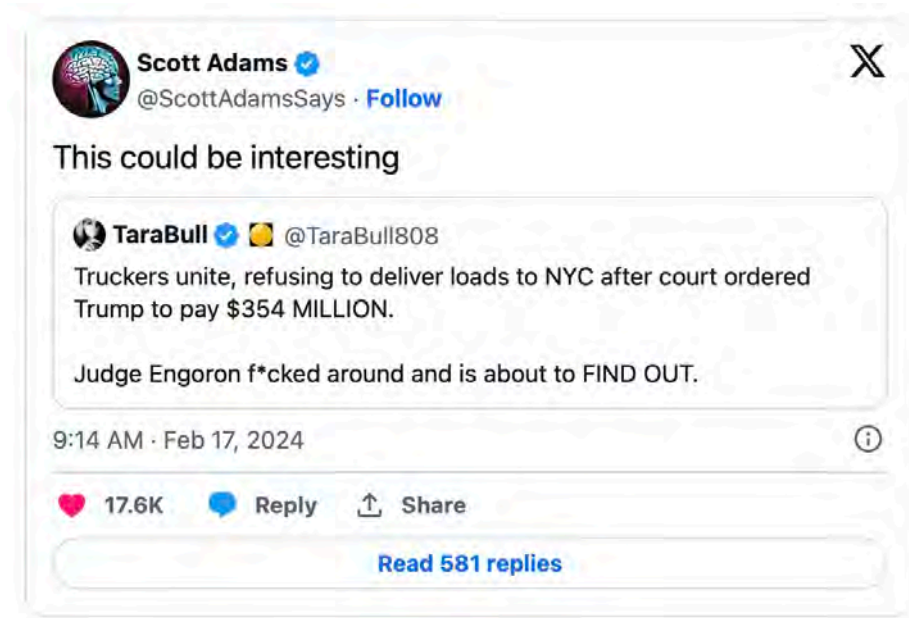 Scott Adams
@ScottAdamsSays · Follow
X
This could be interesting
TaraBull @TaraBull808
Truckers unite, refusing to deliver loads to NYC after court ordered
Trump to pay $354 MILLION.
Judge Engoron f*cked around and is about to FIND OUT.
9:14 AM · Feb 17, 2024
17.6K Reply Share
Read 581 replies